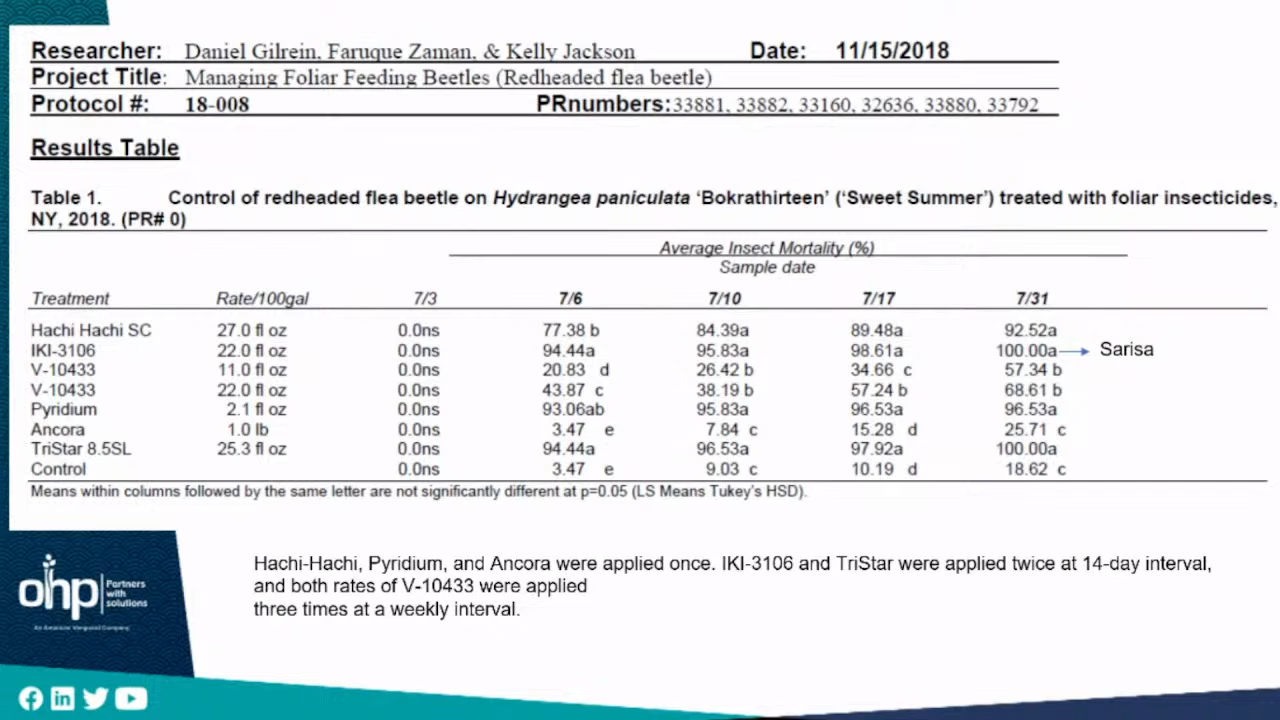 Researcher: Daniel Gilrein, Faruque Zaman, & Kelly Jackson Date: 11/15/2018
Project Title: Managing Foliar Feeding Beetles (Redheaded flea beetle)
Protocol #: 18-008 PRnumbers: 33881, 33882, 33160, 32636, 33880, 33792
Results Table
Table 1. Control of redheaded flea beetle on Hydrangea paniculata ‘Bokrathirteen’ (‘Sweet Summer’) treated with foliar insecticides,
NY, 2018. (PR# 0)
Average Insect Mortality (%)
Sample date
Treatment Rate/100gal 7/3 7/6 7/10 7/17 7/31
Hachi Hachi SC 27.0 fl oz 0.0ns 77.38 b 84.39a 89.48a 92.52a
IKI-3106 22.0 fl oz 0.0ns 94.44a 95.83a 98.61a 100.00a Sarisa
V-10433 11.0 fl oz 0.0ns 20.83 d 26.42 b 34.66 c 57.34 b
V-10433 22.0 fl oz 0.0ns 43.87 c 38.19 b 57.24 b 68.61 b
Pyridium 2.1 fl oz 0.0ns 93.06ab 95.83a 96.53a 96.53a
Ancora 1.0 lb 0.0ns 3.47 e 7.84 c 15.28 d 25.71 c
TriStar 8.5SL 25.3 fl oz 0.0ns 94.44a 96.53a 97.92a 100.00a
Control 0.0ns 3.47 e 9.03 c 10.19 d 18.62 c
Means within columns followed by the same letter are not significantly different at p=0.05 (LS Means Tukey’s HSD).
Hachi-Hachi, Pyridium, and Ancora were applied once. IKI-3106 and TriStar were applied twice at 14-day interval,
and both rates of V-10433 were applied
three times at a weekly interval.
ohp Partners
with
solutions
An American Vanguard Company